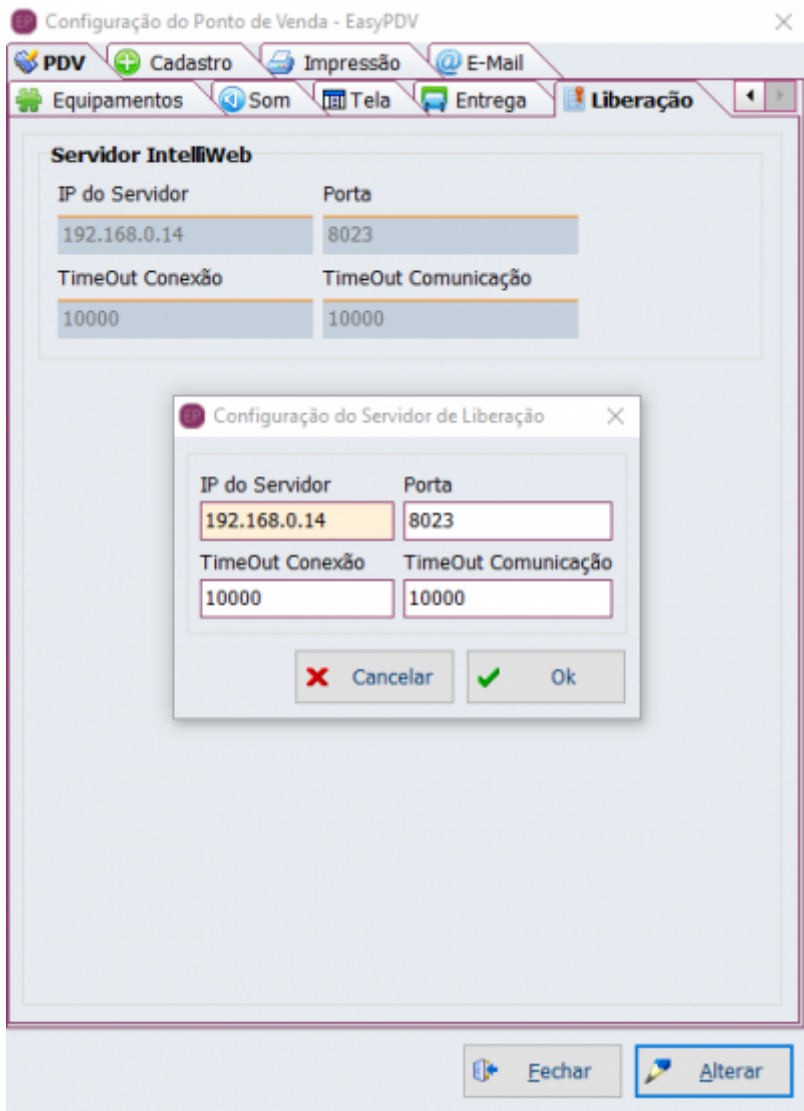 EP Configuração do Ponto de Venda - EasyPDV
PDV Cadastro Impressão E-Mail
Equipamentos Som Tela Entrega Liberação
Servidor IntelliWeb
IP do Servidor Porta
192.168.0.14 8023
TimeOut Conexão TimeOut Comunicação
10000 10000
EP Configuração do Servidor de Liberação
IP do Servidor Porta
192.168.0.14 8023
TimeOut Conexão TimeOut Comunicação
10000 10000
Cancelar Ok
Fechar Alterar